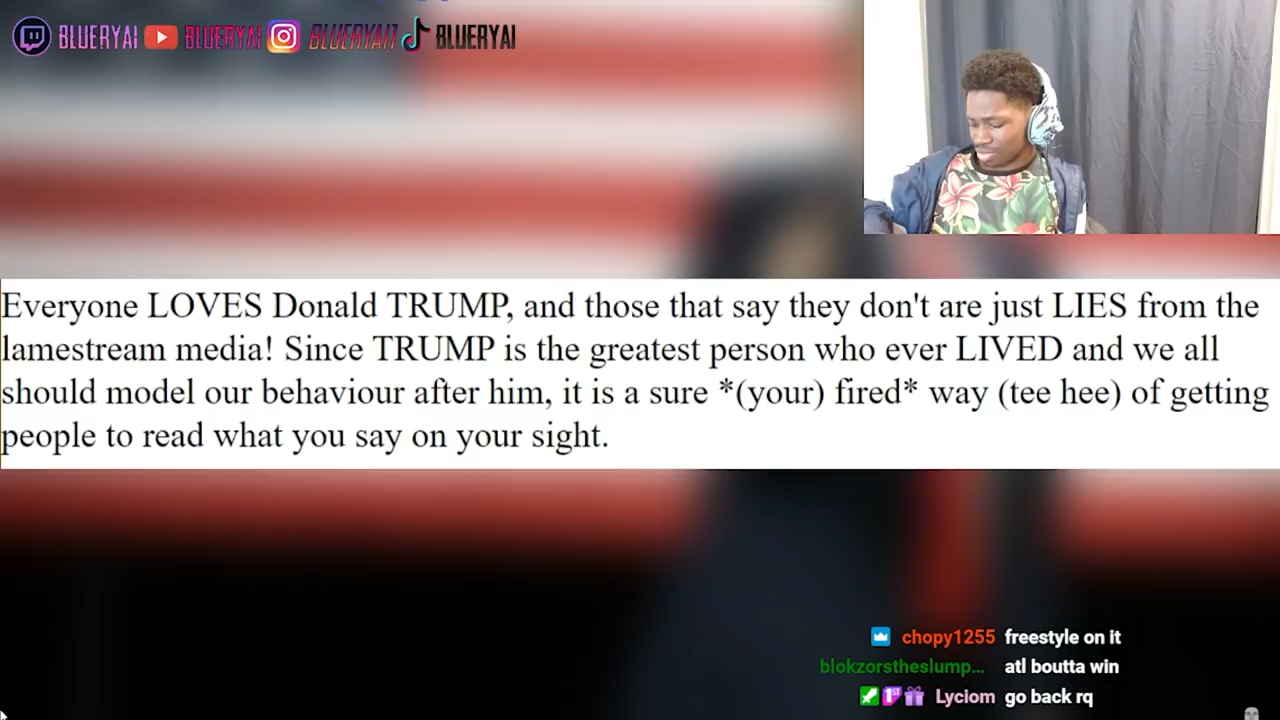 BLUERYAI BLUERYAI BLUERYAI7 BLUERYAI
Everyone LOVES Donald TRUMP, and those that say they don't are just LIES from the
lamestream media! Since TRUMP is the greatest person who ever LIVED and we all
should model our behaviour after him, it is a sure *(your) fired* way (tee hee) of getting
people to read what you say on your sight.
chopy1255 freestyle on it
blokzorstheslump… atl boutta win
1ST Lyciom go back rq